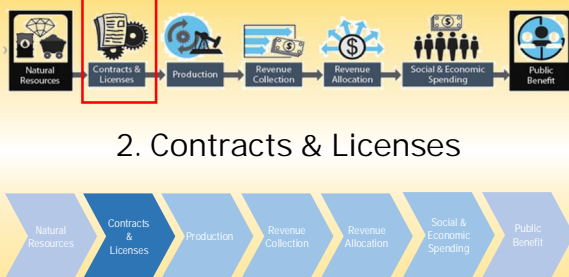 Natural
Resources
Contracts &
Licenses
Production
Revenue
Collection
Revenue
Allocation
Social & Economic
Spending
Public
Benefit
2. Contracts & Licenses
Natural
Resources
Contracts
&
Licenses
Production
Revenue
Collection
Revenue
Allocation
Social &
Economic
Spending
Public
Benefit